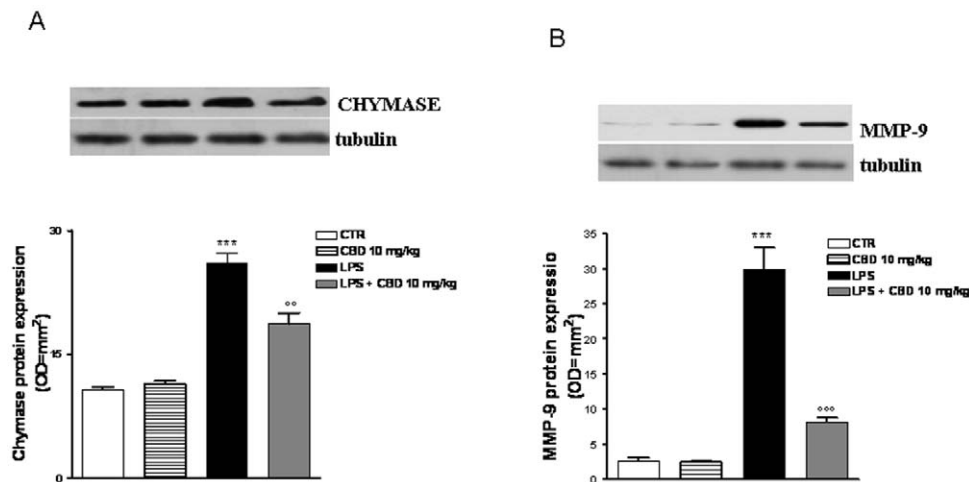 A
CHYMASE
tubulin
Chymase protein expression
(OD=mm²)
30
15
0
***
°°
CTR
CBD 10 mg/kg
LPS
LPS + CBD 10 mg/kg
B
MMP-9
tubulin
MMP-9 protein expressio
(OD=mm²)
35
30
25
20
15
10
5
0
***
°°°
CTR
CBD 10 mg/kg
LPS
LPS + CBD 10 mg/kg